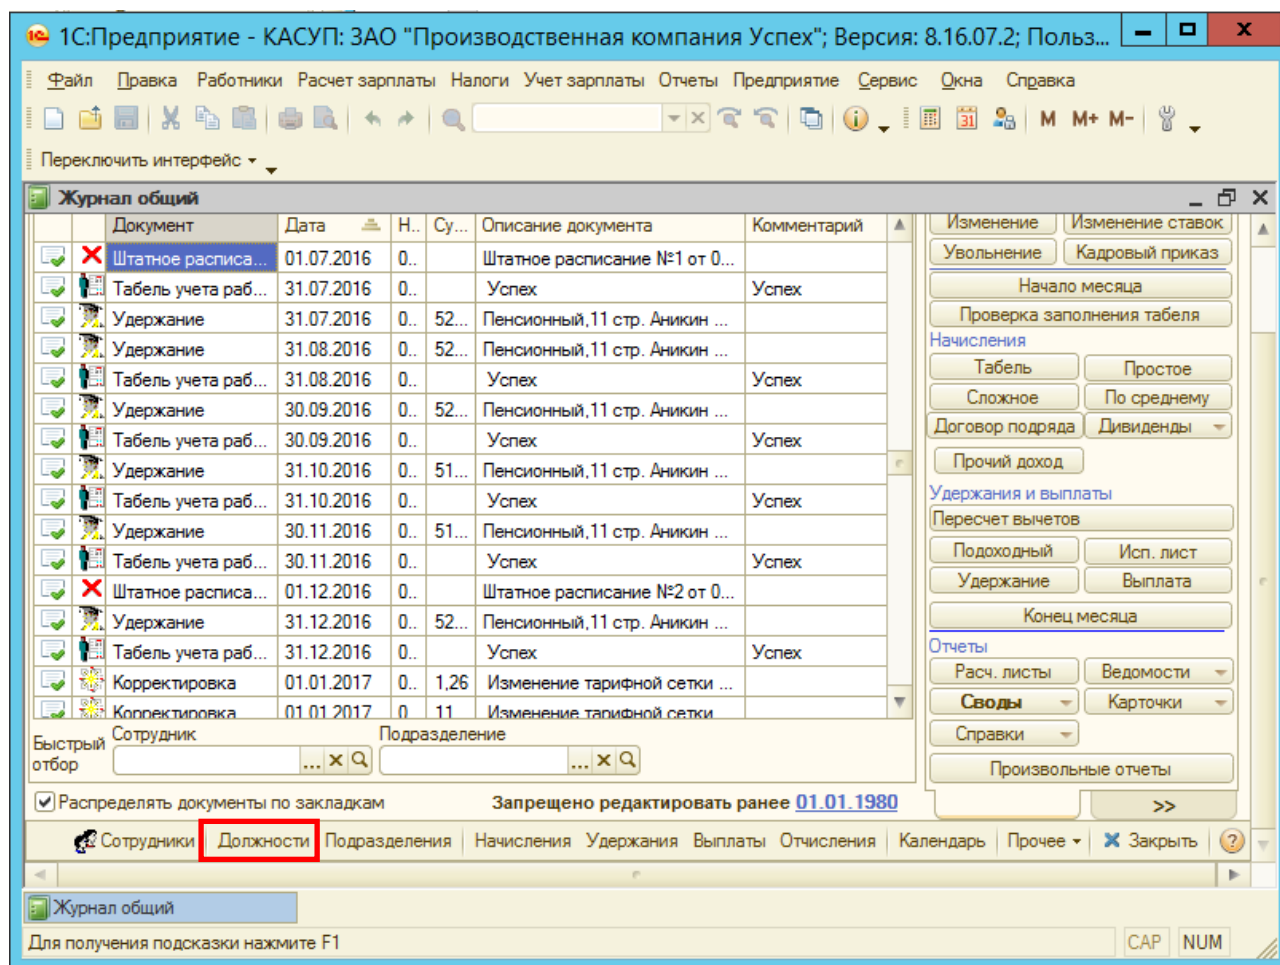 1С:Предприятие - КАСУП: ЗАО "Производственная компания Успех"; Версия: 8.16.07.2; Польз...
Файл Правка Работники Расчет зарплаты Налоги Учет зарплаты Отчеты Предприятие Сервис Окна Справка
31 M M+ M-
Переключить интерфейс
Журнал общий
Документ Дата Н.. Су... Описание документа Комментарий
Штатное расписа... 01.07.2016 0.. Штатное расписание №1 от 0...
Табель учета раб... 31.07.2016 0.. Успех Успех
Удержание 31.07.2016 0.. 52... Пенсионный,11 стр. Аникин ...
Удержание 31.08.2016 0.. 52... Пенсионный,11 стр. Аникин ...
Табель учета раб... 31.08.2016 0.. Успех Успех
Удержание 30.09.2016 0.. 52... Пенсионный,11 стр. Аникин ...
Табель учета раб... 30.09.2016 0.. Успех Успех
Удержание 31.10.2016 0.. 51... Пенсионный,11 стр. Аникин ...
Табель учета раб... 31.10.2016 0.. Успех Успех
Удержание 30.11.2016 0.. 51... Пенсионный,11 стр. Аникин ...
Табель учета раб... 30.11.2016 0.. Успех Успех
Штатное расписа... 01.12.2016 0.. Штатное расписание №2 от 0...
Удержание 31.12.2016 0.. 52... Пенсионный,11 стр. Аникин ...
Табель учета раб... 31.12.2016 0.. Успех Успех
Корректировка 01.01.2017 0.. 1,26 Изменение тарифной сетки ...
Корректировка 01.01.2017 0 11 Изменение тарифной сетки
Изменение Изменение ставок
Увольнение Кадровый приказ
Начало месяца
Проверка заполнения табеля
Начисления
Табель Простое
Сложное По среднему
Договор подряда Дивиденды
Прочий доход
Удержания и выплаты
Пересчет вычетов
Подоходный Исп. лист
Удержание Выплата
Конец месяца
Отчеты
Расч. листы Ведомости
Своды Карточки
Справки
Произвольные отчеты
>>
Быстрый отбор Сотрудник ... Подразделение ...
Распределять документы по закладкам Запрещено редактировать ранее 01.01.1980
Сотрудники Должности Подразделения Начисления Удержания Выплаты Отчисления Календарь Прочее Закрыть ?
Журнал общий
Для получения подсказки нажмите F1 CAP NUM